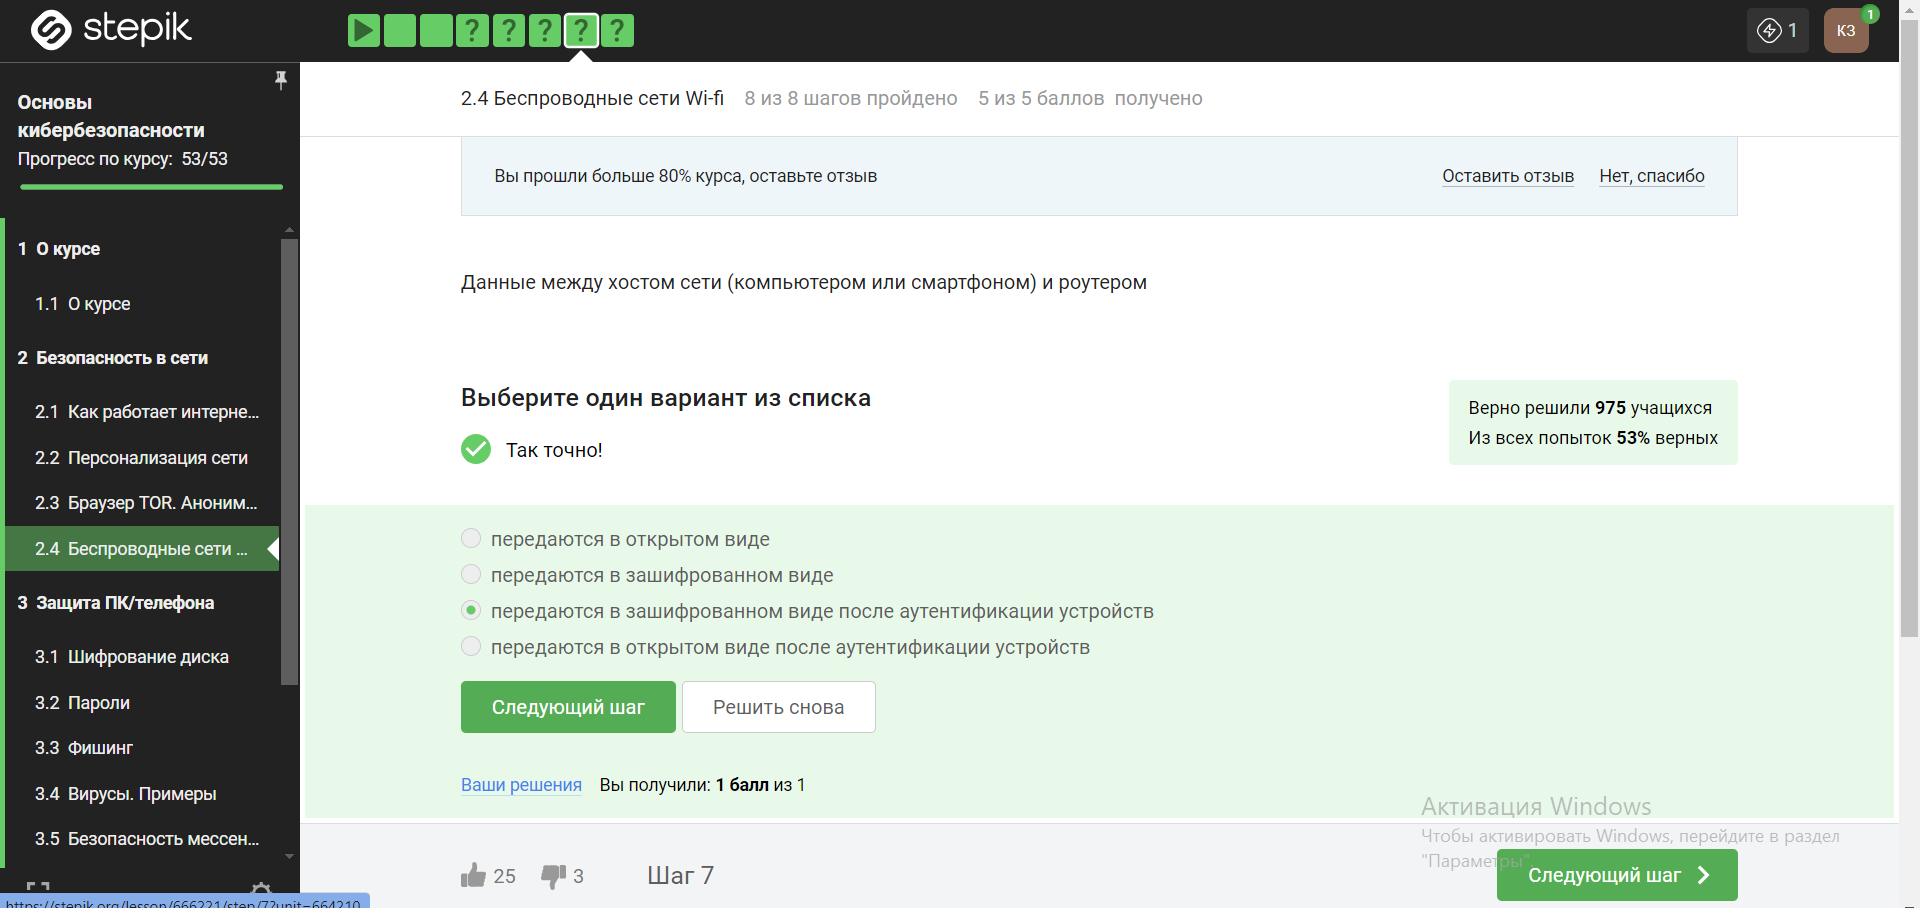 stepik
1
КЗ
1
Основы
кибербезопасности
Прогресс по курсу: 53/53
1 О курсе
1.1 О курсе
2 Безопасность в сети
2.1 Как работает интерне...
2.2 Персонализация сети
2.3 Браузер TOR. Аноним...
2.4 Беспроводные сети ...
3 Защита ПК/телефона
3.1 Шифрование диска
3.2 Пароли
3.3 Фишинг
3.4 Вирусы. Примеры
3.5 Безопасность мессен...
2.4 Беспроводные сети Wi-fi 8 из 8 шагов пройдено 5 из 5 баллов получено
Вы прошли больше 80% курса, оставьте отзыв Оставить отзыв Нет, спасибо
Данные между хостом сети (компьютером или смартфоном) и роутером
Выберите один вариант из списка
Так точно!
Верно решили 975 учащихся
Из всех попыток 53% верных
передаются в открытом виде
передаются в зашифрованном виде
передаются в зашифрованном виде после аутентификации устройств
передаются в открытом виде после аутентификации устройств
Следующий шаг Решить снова
Ваши решения Вы получили: 1 балл из 1
Активация Windows
Чтобы активировать Windows, перейдите в раздел
"Параметры".
25 3 Шаг 7 Следующий шаг
https://stepik.org/lesson/666221/step/7?unit=664210